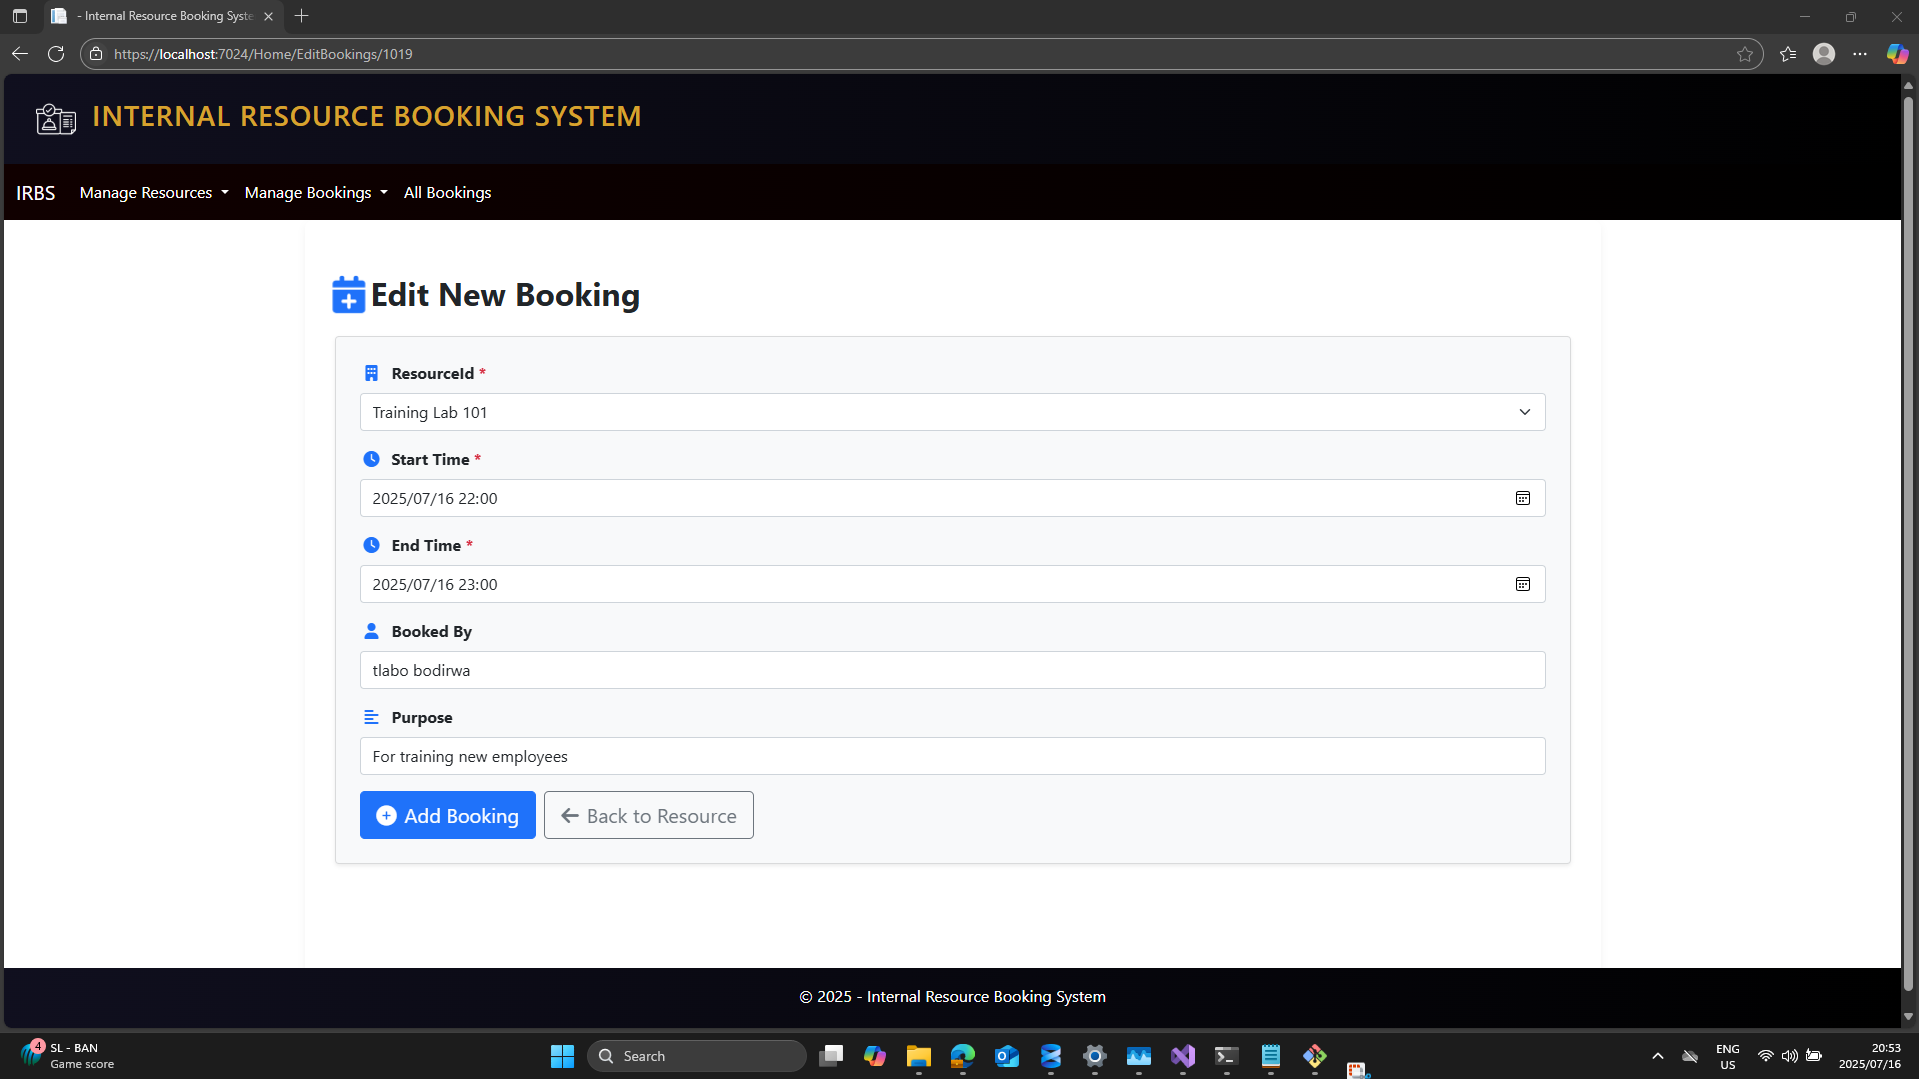 - Internal Resource Booking Syste
https://localhost:7024/Home/EditBookings/1019
INTERNAL RESOURCE BOOKING SYSTEM
IRBS Manage Resources Manage Bookings All Bookings
Edit New Booking
ResourceId *
Training Lab 101
Start Time *
2025/07/16 22:00
End Time *
2025/07/16 23:00
Booked By
tlabo bodirwa
Purpose
For training new employees
Add Booking Back to Resource
© 2025 - Internal Resource Booking System
4 SL - BAN
Game score
Search
ENG
US
20:53
2025/07/16